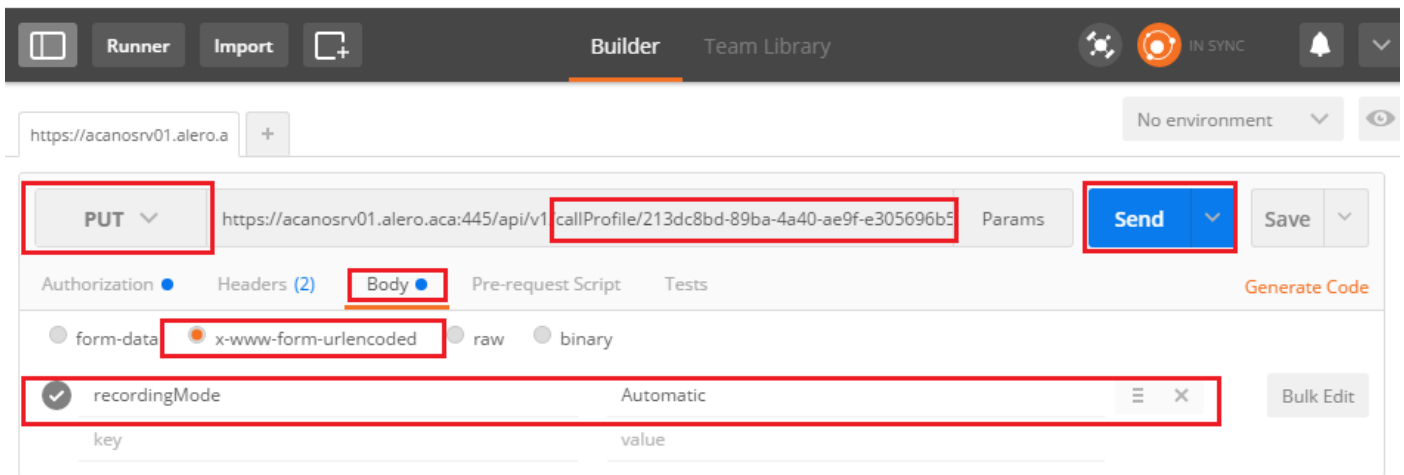 Runner Import Builder Team Library IN SYNC
No environment
https://acanosrv01.alero.a +
PUT https://acanosrv01.alero.aca:445/api/v1/callProfile/213dc8bd-89ba-4a40-ae9f-e305696b5 Params Send Save
Authorization Headers (2) Body Pre-request Script Tests Generate Code
form-data x-www-form-urlencoded raw binary
recordingMode Automatic Bulk Edit
key value